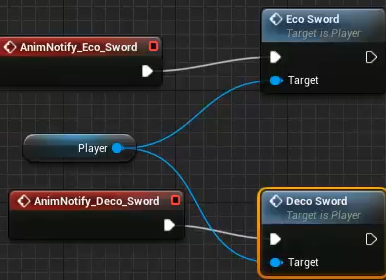 Eco Sword
Target is Player
AnimNotify_Eco_Sword
Target
Player
AnimNotify_Deco_Sword
Deco Sword
Target is Player
Target